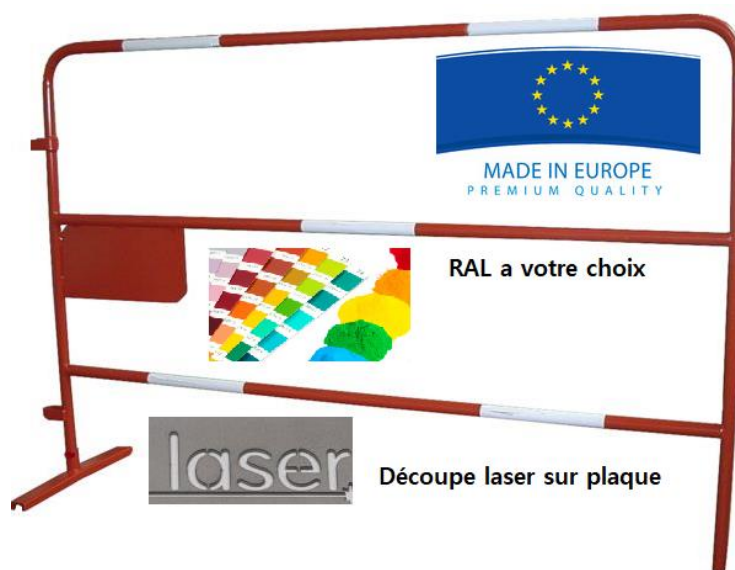 MADE IN EUROPE
PREMIUM QUALITY
RAL a votre choix
laser
Découpe laser sur plaque